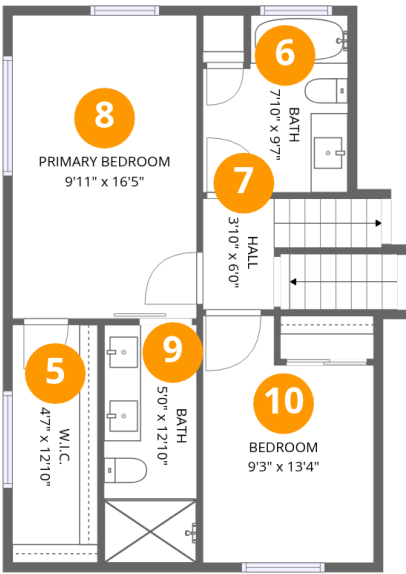 6
BATH
7'10" x 9'7"
8
PRIMARY BEDROOM
9'11" x 16'5"
7
HALL
3'10" x 6'0"
5
W.I.C.
4'7" x 12'10"
9
BATH
5'0" x 12'10"
10
BEDROOM
9'3" x 13'4"